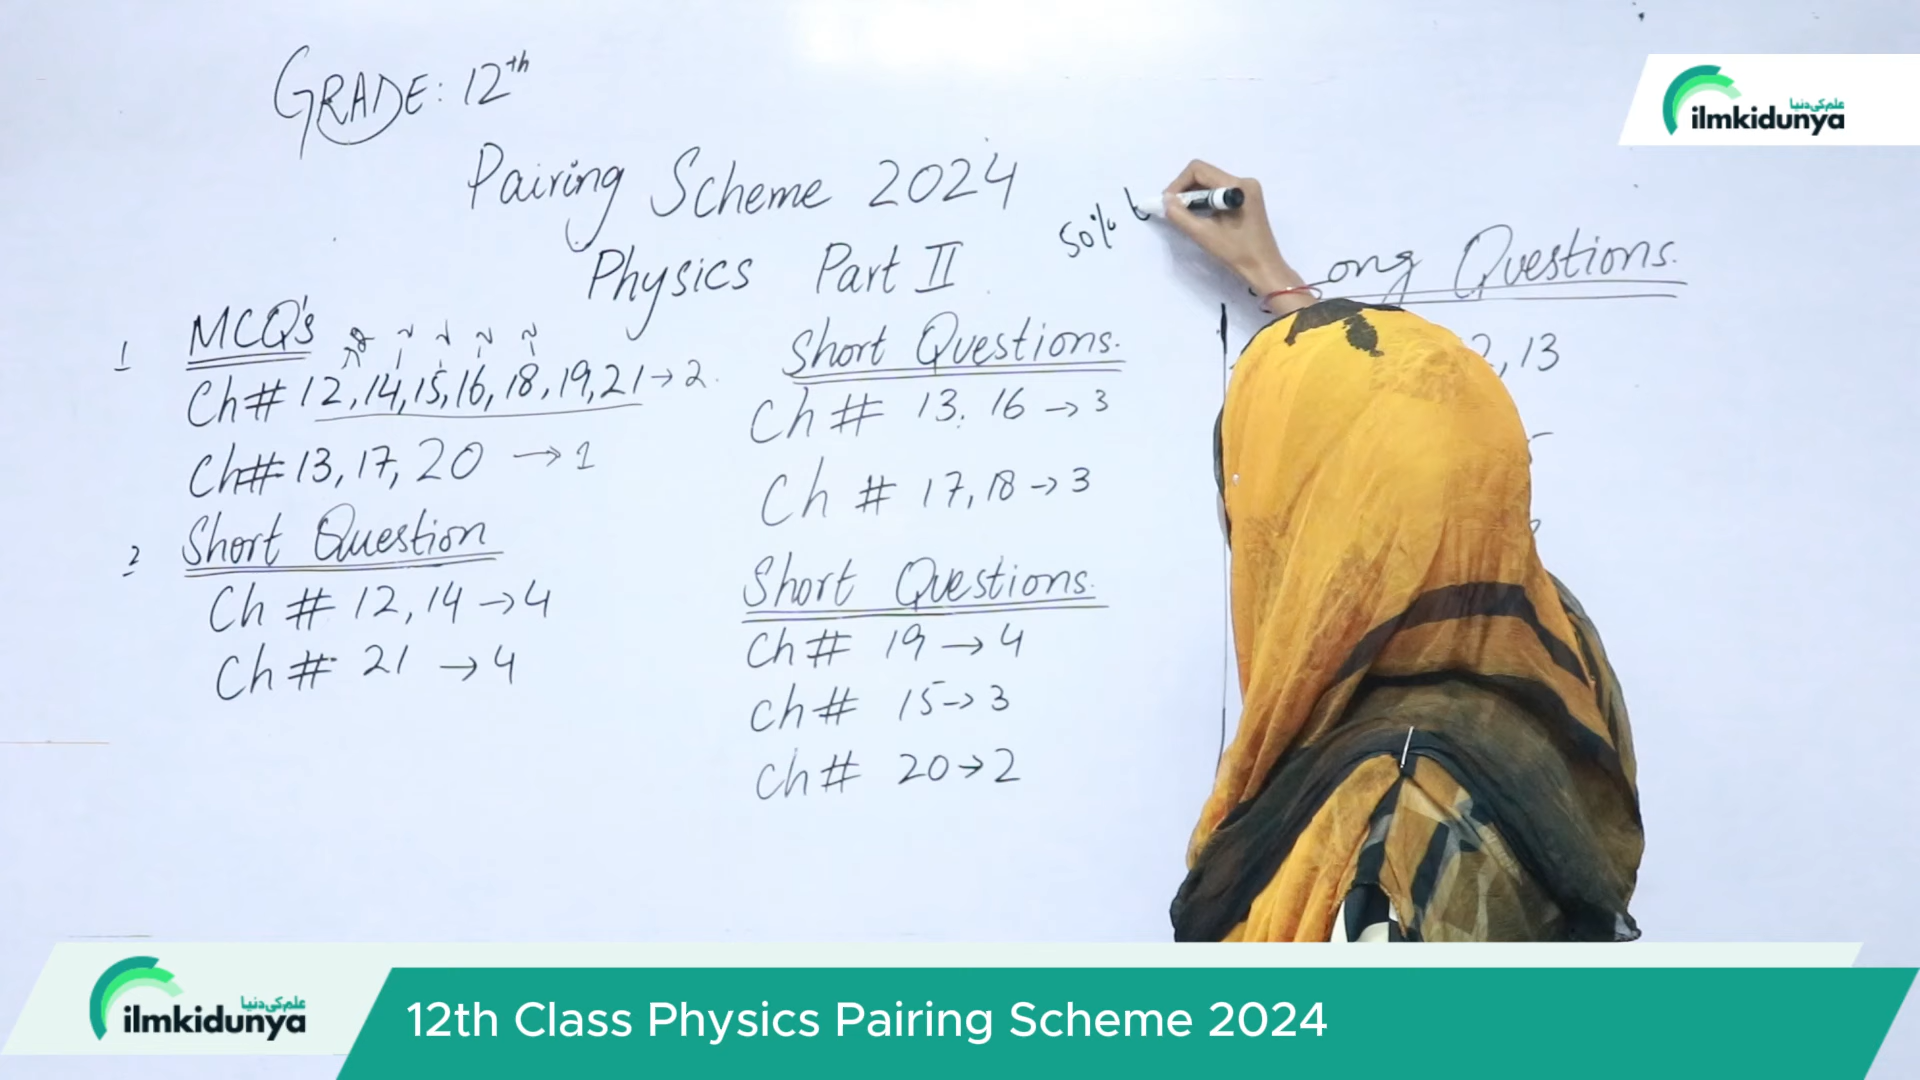 GRADE: 12th
Pairing Scheme 2024
Physics Part II
50%
1 MCQ's
Ch# 12,14,15,16,18,19,21→2.
Ch# 13,17,20 →1
2 Short Question
Ch # 12,14→4
Ch # 21 →4
Short Questions.
Ch # 13. 16 → 3
Ch # 17,18→3
Short Questions.
Ch# 19→4
Ch# 15→3
Ch# 20→2
ong Questions.
,13
علم کی دنیا
ilmkidunya
علم کی دنیا
ilmkidunya
12th Class Physics Pairing Scheme 2024